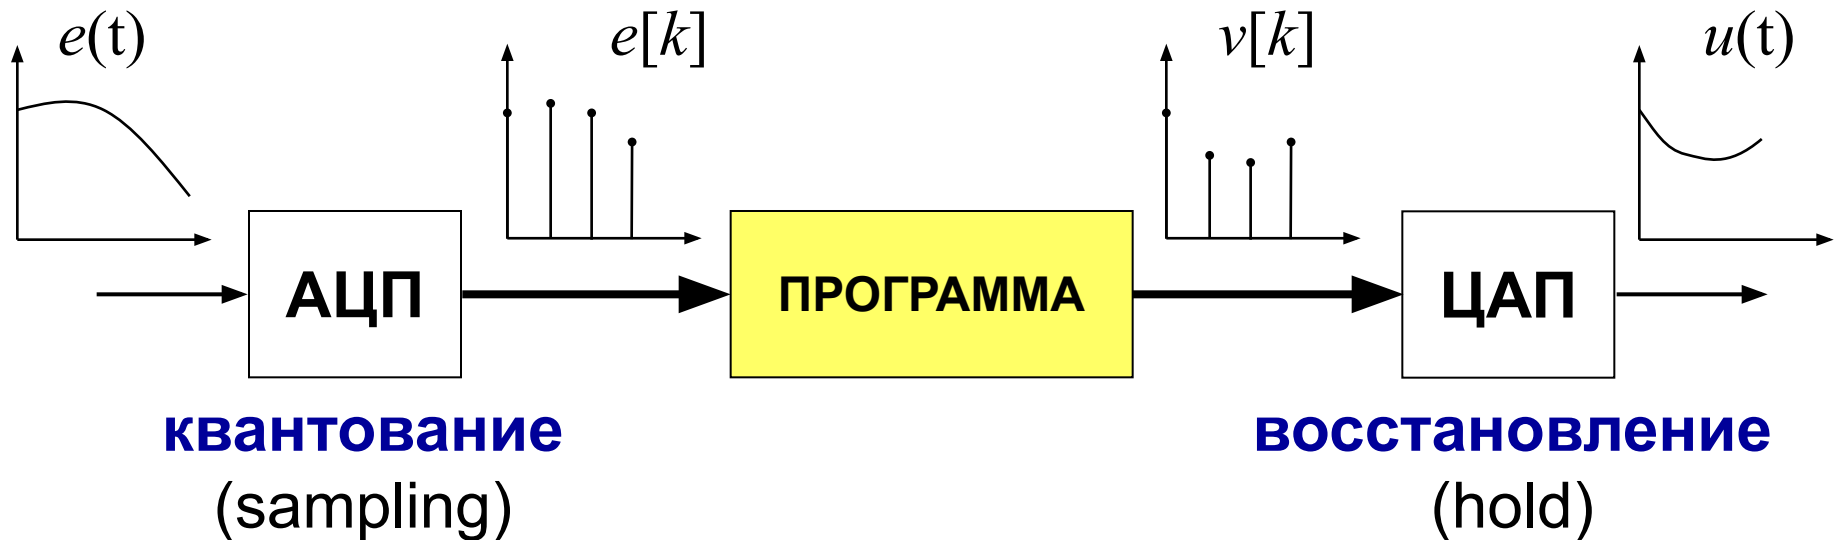 e(t)
e[k]
v[k]
u(t)
АЦП
ПРОГРАММА
ЦАП
квантование
(sampling)
восстановление
(hold)